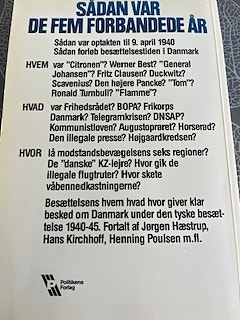 SÅDAN VAR
DE FEM FORBANDEDE ÅR
Sådan var optakten til 9. april 1940
Sådan forløb besættelsestiden i Danmark
HVEM var "Citronen"? Werner Best? "General
Johansen"? Fritz Clausen? Duckwitz?
Scavenius? Den højere Pancke? "Tom"?
Ronald Turnbull? "Flamme"?
HVAD var Frihedsrådet? BOPA? Frikorps
Danmark? Telegramkrisen? DNSAP?
Kommunistloven? Augustoprøret? Horserød?
Den illegale presse? Højgaardkredsen?
HVOR lå modstandsbevægelsens seks regioner?
De "danske" KZ-lejre? Hvor gik de
illegale flugtruter? Hvor skete
våbennedkastningerne?
Besættelsens hvem hvad hvor giver klar
besked om Danmark under den tyske besæt-
telse 1940-45. Fortalt af Jørgen Hæstrup,
Hans Kirchhoff, Henning Poulsen m.fl.
Politikens
Forlag